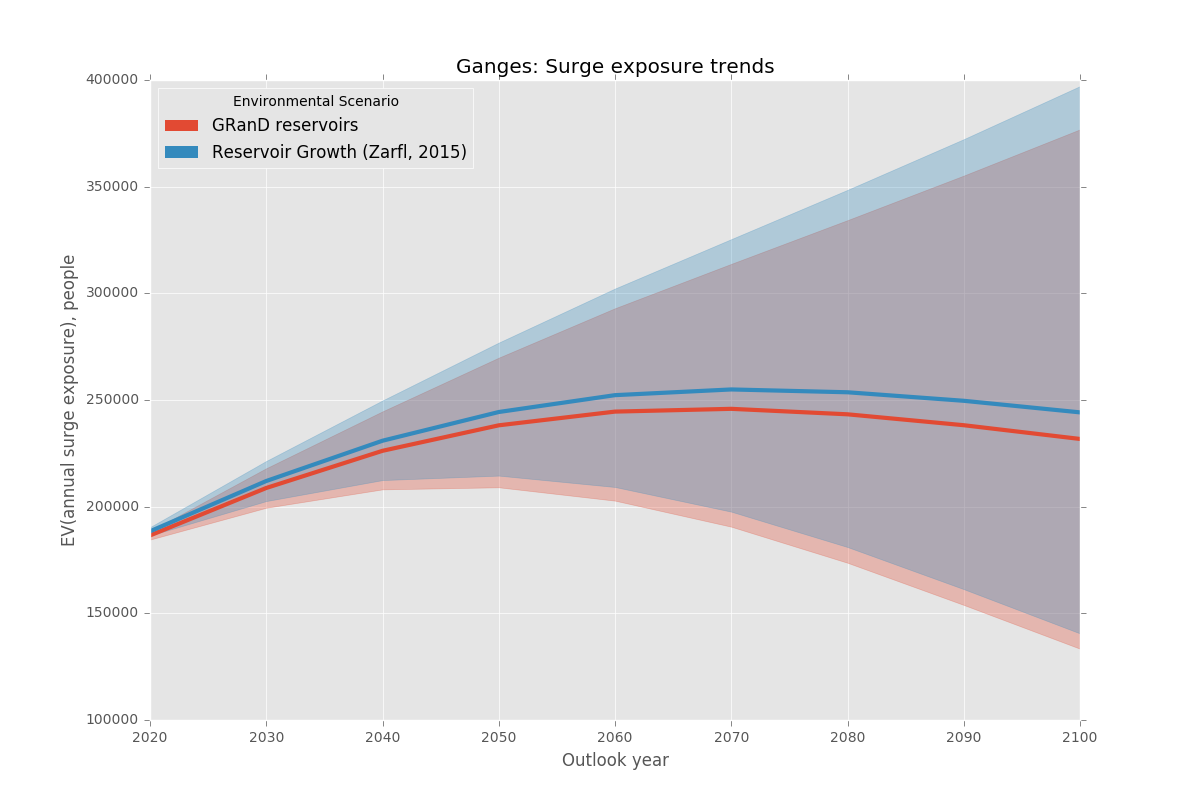 Ganges: Surge exposure trends
Environmental Scenario
GRanD reservoirs
Reservoir Growth (Zarfl, 2015)
EV(annual surge exposure), people
400000
350000
300000
250000
200000
150000
100000
2020 2030 2040 2050 2060 2070 2080 2090 2100
Outlook year